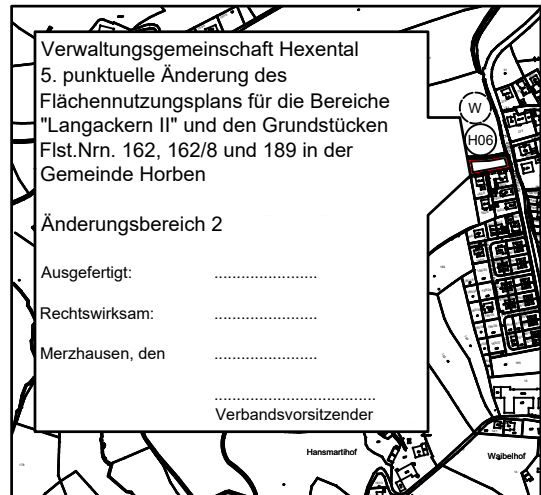 Verwaltungsgemeinschaft Hexental
5. punktuelle Änderung des
Flächennutzungsplans für die Bereiche
"Langackern II" und den Grundstücken
Flst.Nrn. 162, 162/8 und 189 in der
Gemeinde Horben
Änderungsbereich 2
Ausgefertigt: .......................
Rechtswirksam: .......................
Merzhausen, den .......................
....................................
Verbandsvorsitzender
W
H06
Hansmartihof
Waibelhof